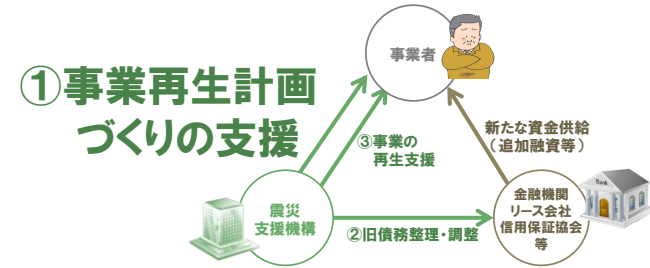 事業者
①事業再生計画
づくりの支援
③事業の
再生支援
新たな資金供給
（追加融資等）
震災
支援機構
②旧債務整理・調整
金融機関
リース会社
信用保証協会
等
Bank